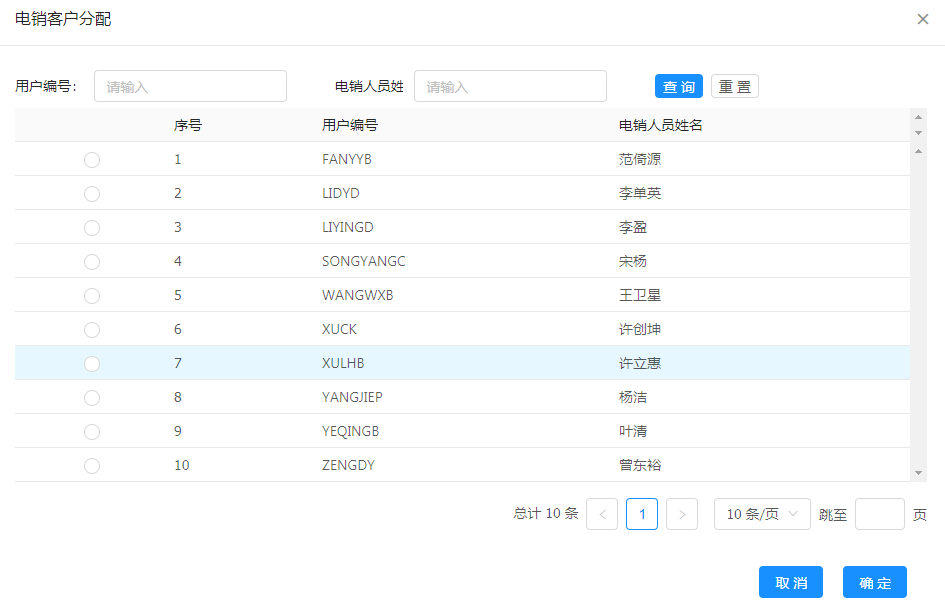 电销客户分配
用户编号： 请输入 电销人员姓 请输入 查 询 重 置
序号 用户编号 电销人员姓名
1 FANYYB 范倚源
2 LIDYD 李单英
3 LIYINGD 李盈
4 SONGYANGC 宋杨
5 WANGWXB 王卫星
6 XUCK 许创坤
7 XULHB 许立惠
8 YANGJIEP 杨洁
9 YEQINGB 叶清
10 ZENGDY 曾东裕
总计 10 条 1 10 条/页 跳至 页
取 消 确 定